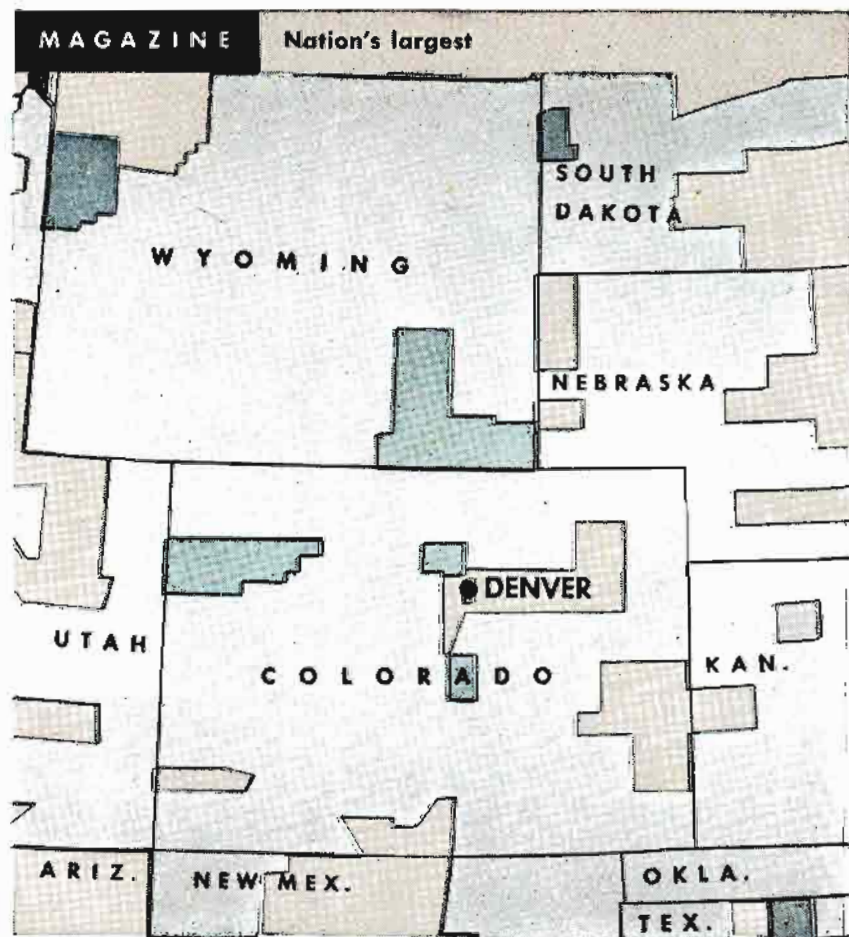 MAGAZINE Nation's largest
SOUTH
DAKOTA
WYOMING
NEBRASKA
DENVER
UTAH
COLORADO
KAN.
ARIZ.
NEW MEX.
OKLA.
TEX.